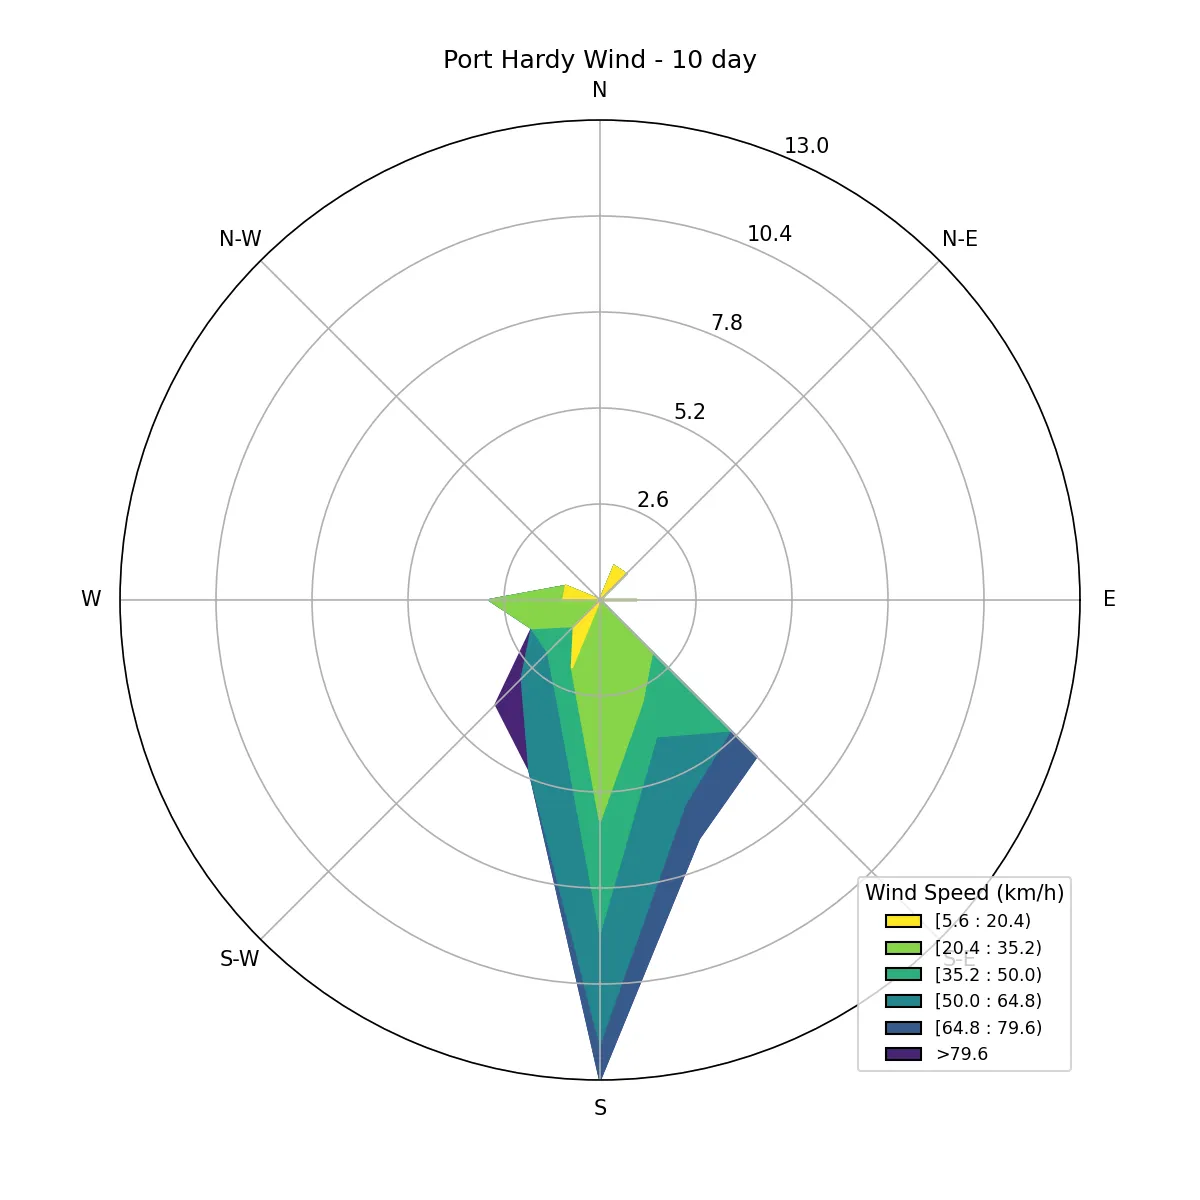 Port Hardy Wind - 10 day
N
13.0
N-W
10.4
N-E
7.8
5.2
2.6
W
E
S-W
S-E
S
Wind Speed (km/h)
[5.6 : 20.4)
[20.4 : 35.2)
[35.2 : 50.0)
[50.0 : 64.8)
[64.8 : 79.6)
>79.6